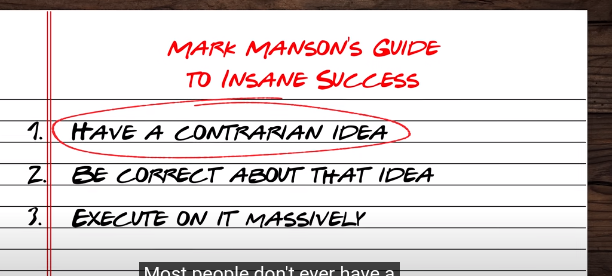 MARK MANSON'S GUIDE
TO INSANE SUCCESS
1. HAVE A CONTRARIAN IDEA
2. BE CORRECT ABOUT THAT IDEA
3. EXECUTE ON IT MASSIVELY
Most people don't ever have a